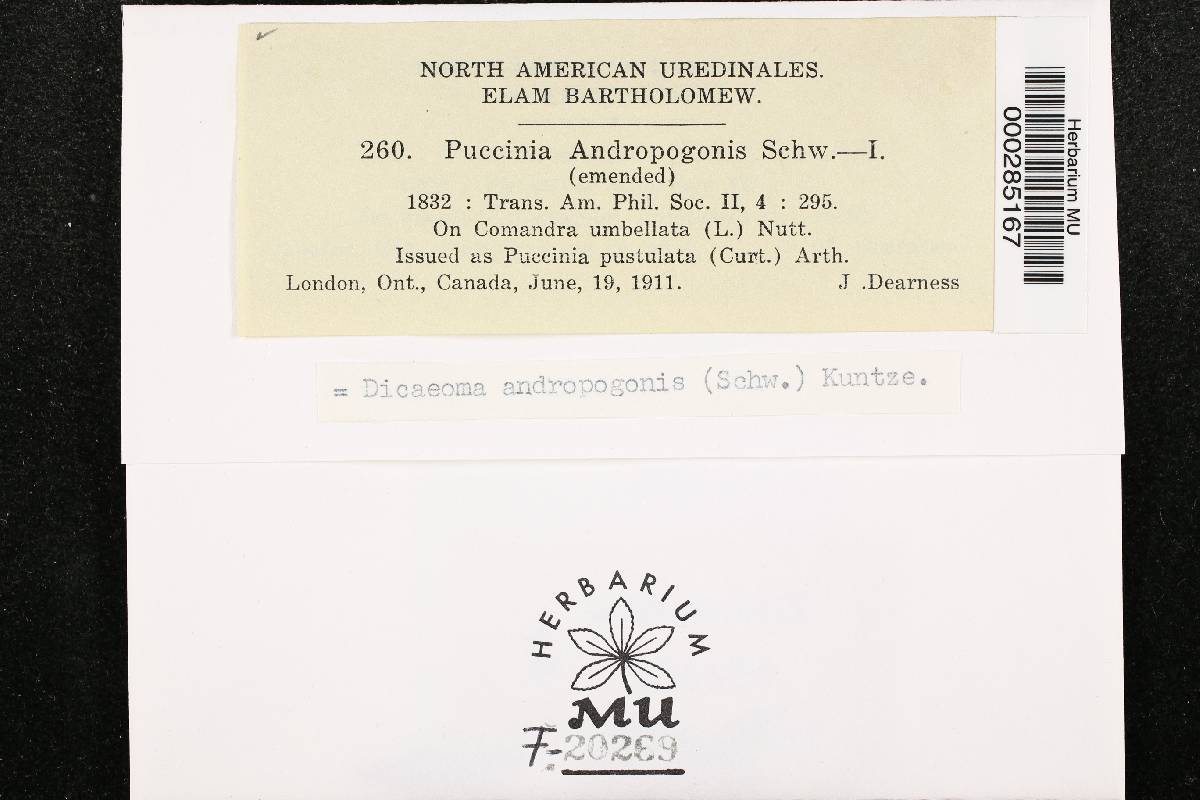 NORTH AMERICAN UREDINALES.
ELAM BARTHOLOMEW.
260. Puccinia Andropogonis Schw.—I.
(emended)
1832 : Trans. Am. Phil. Soc. II, 4 : 295.
On Comandra umbellata (L.) Nutt.
Issued as Puccinia pustulata (Curt.) Arth.
London, Ont., Canada, June, 19, 1911. J .Dearness
Herbarium MU
000285167
= Dicaeoma andropogonis (Schw.) Kuntze.
HERBARIUM
MU
F-20269